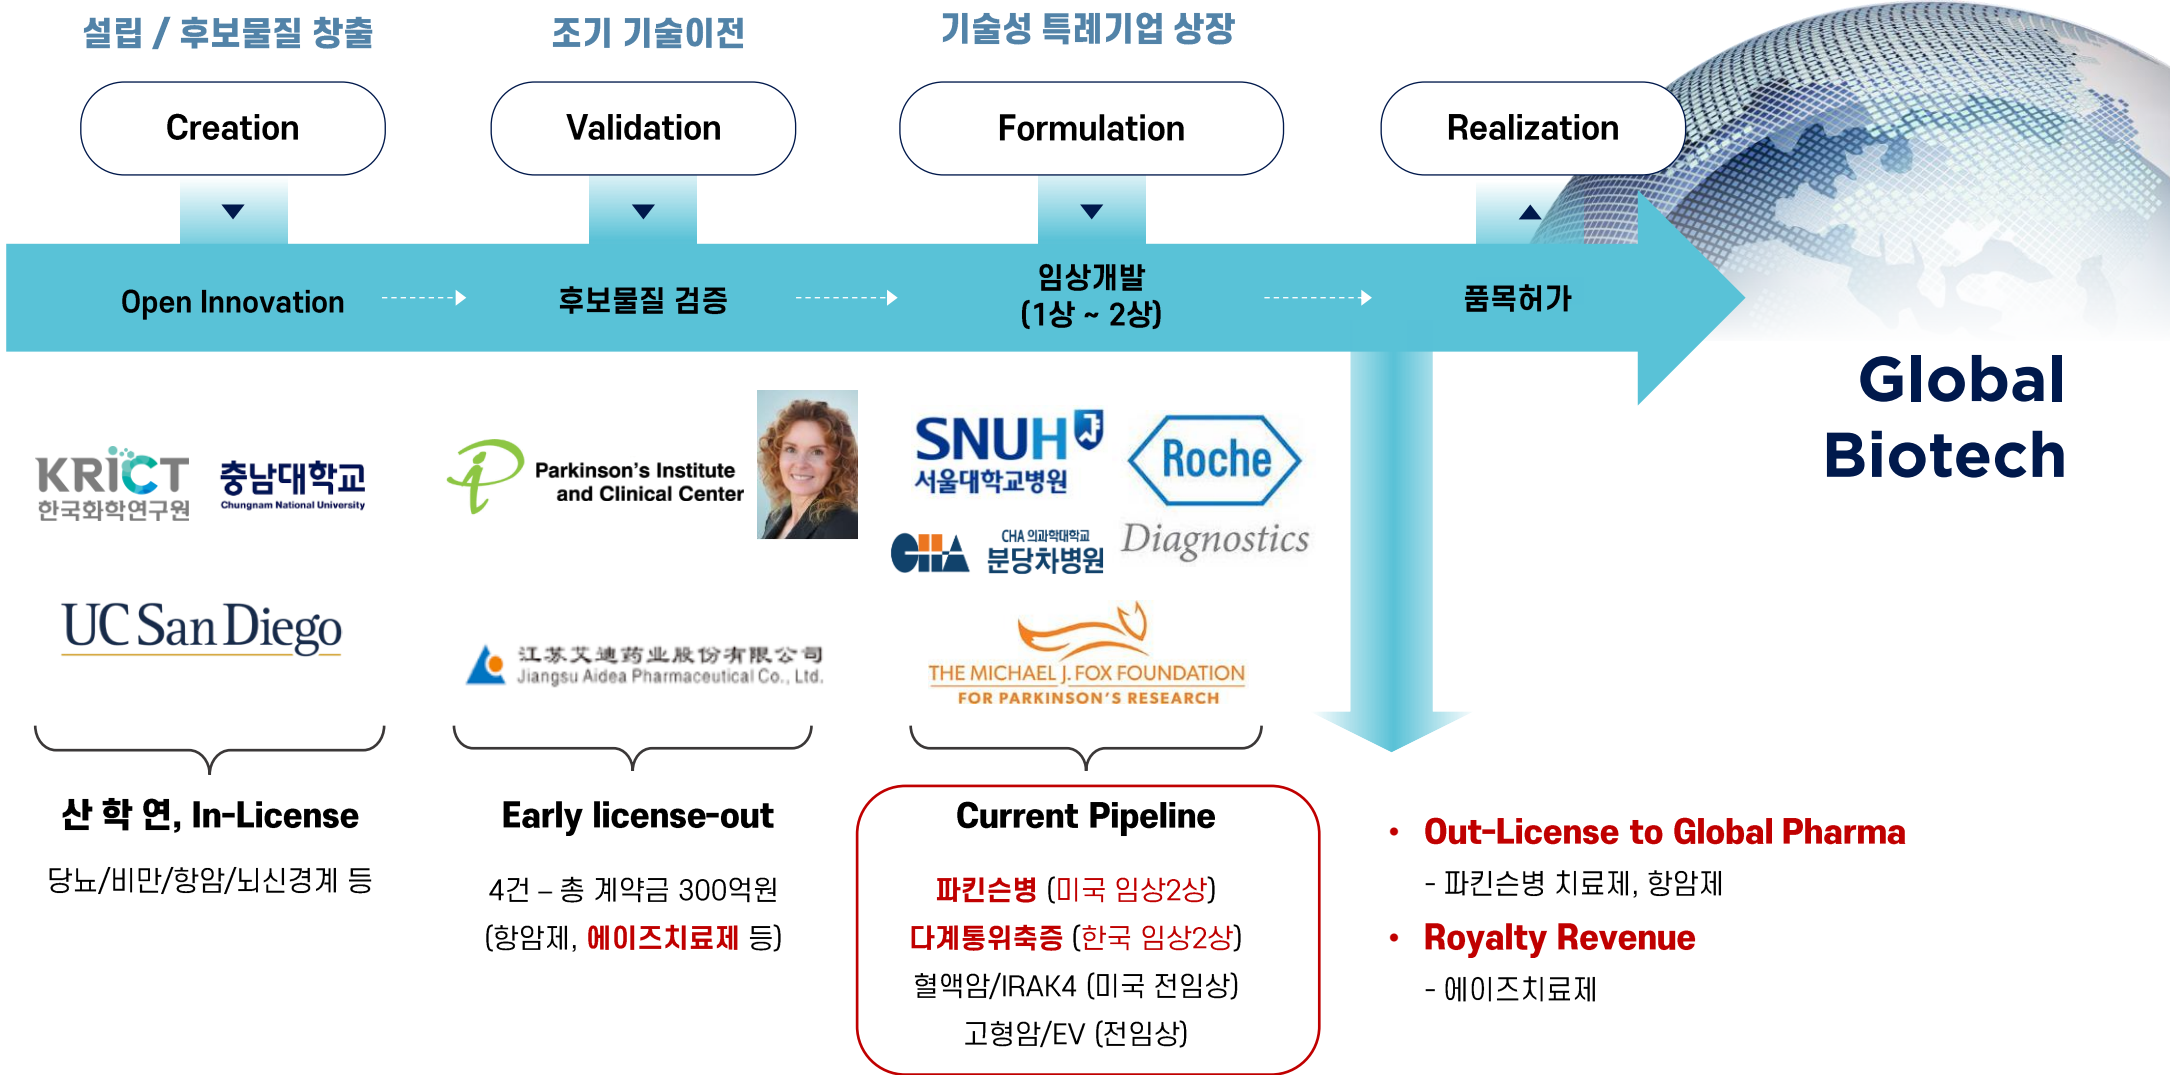 설립 / 후보물질 창출
조기 기술이전
기술성 특례기업 상장
Creation
Validation
Formulation
Realization
Open Innovation
후보물질 검증
임상개발
(1상 ~ 2상)
품목허가
Global
Biotech
KRICT
한국화학연구원
충남대학교
Chungnam National University
UC San Diego
Parkinson's Institute
and Clinical Center
江苏艾迪药业股份有限公司
Jiangsu Aidea Pharmaceutical Co., Ltd.
SNUH
서울대학교병원
Roche
Diagnostics
CHA
CHA 의과학대학교
분당차병원
THE MICHAEL J. FOX FOUNDATION
FOR PARKINSON'S RESEARCH
산 학 연, In-License
당뇨/비만/항암/뇌신경계 등
Early license-out
4건 – 총 계약금 300억원
(항암제, 에이즈치료제 등)
Current Pipeline
파킨슨병 (미국 임상2상)
다계통위축증 (한국 임상2상)
혈액암/IRAK4 (미국 전임상)
고형암/EV (전임상)
• Out-License to Global Pharma
- 파킨슨병 치료제, 항암제
• Royalty Revenue
- 에이즈치료제